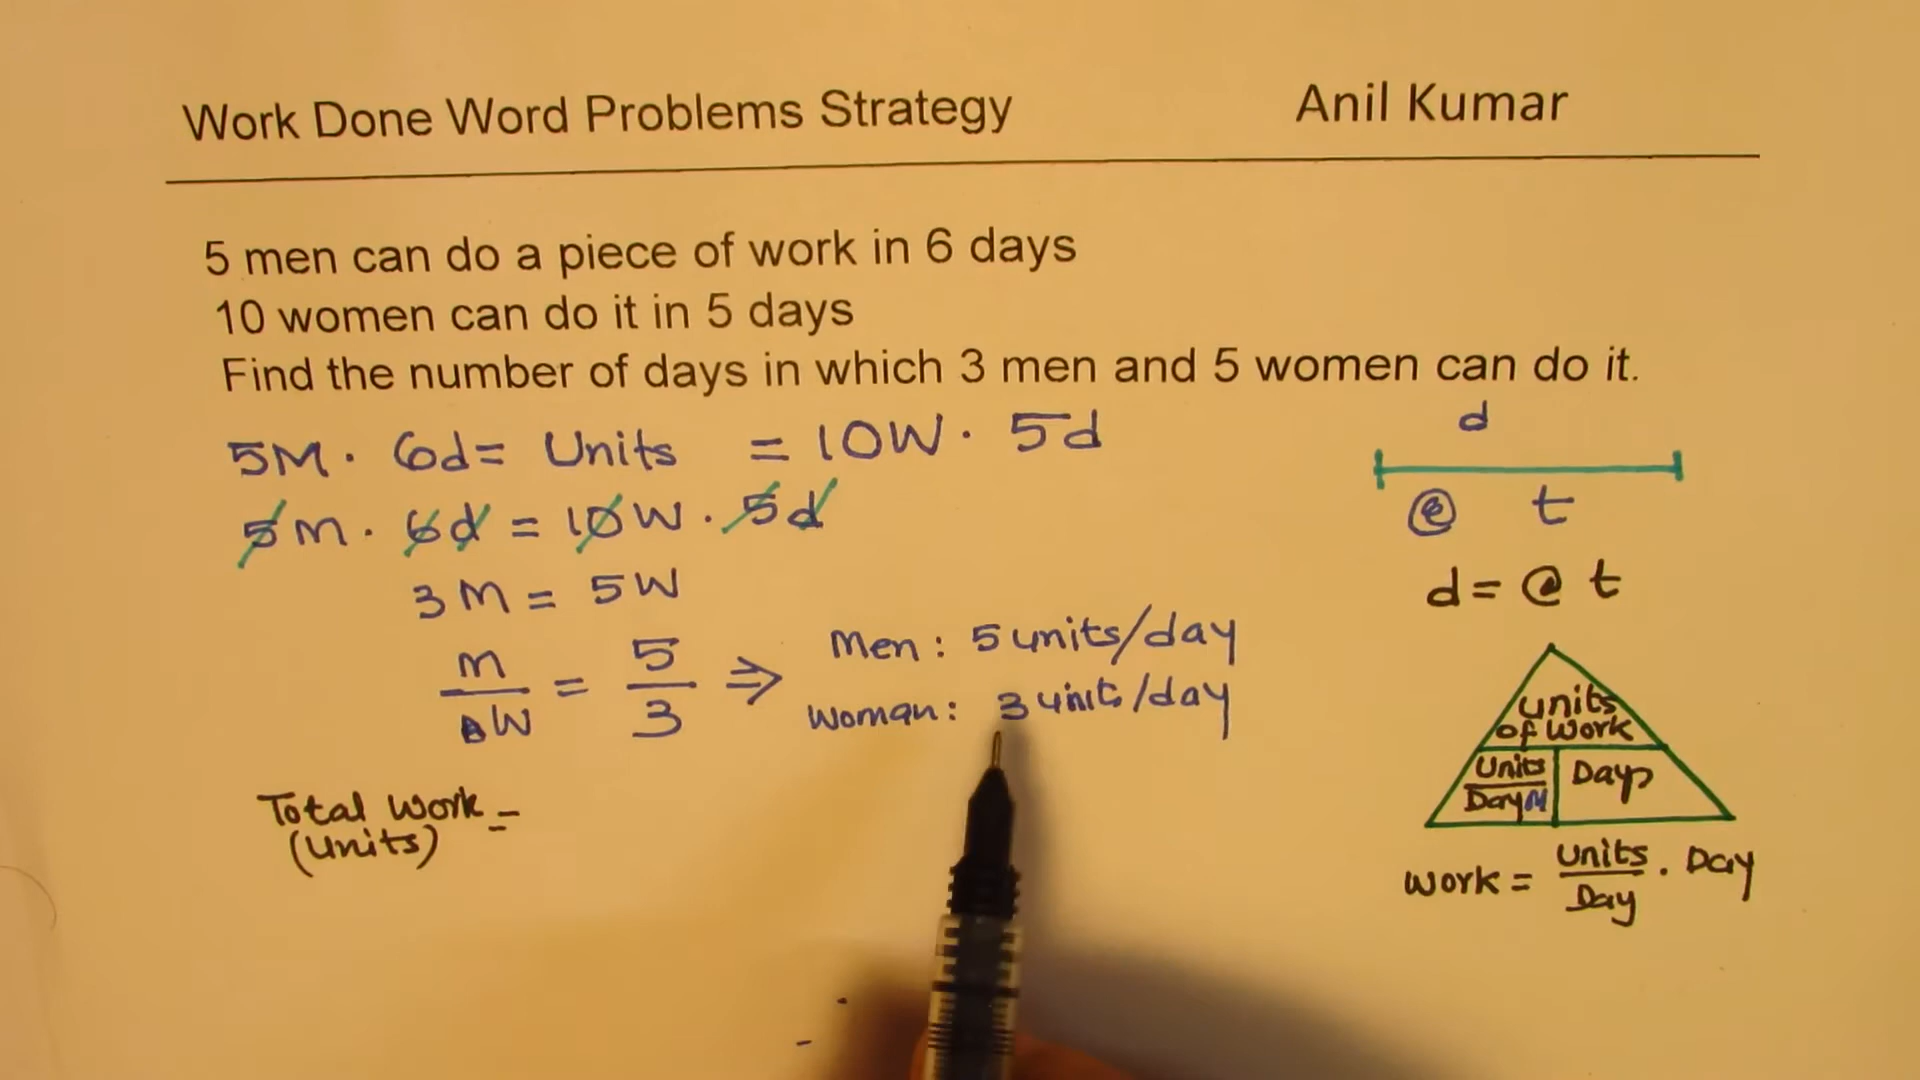 Work Done Word Problems Strategy Anil Kumar
5 men can do a piece of work in 6 days
10 women can do it in 5 days
Find the number of days in which 3 men and 5 women can do it.
5M · 6d = Units = 10W · 5d
5m · 6d = 10W · 5d
3M = 5W
m/W = 5/3 ⇒ Men : 5 units/day
Woman : 3 units/day
Total Work =
(Units)
d
@ t
d = @ t
Units
of Work
Units/Day M Days
Work = Units/Day · Day